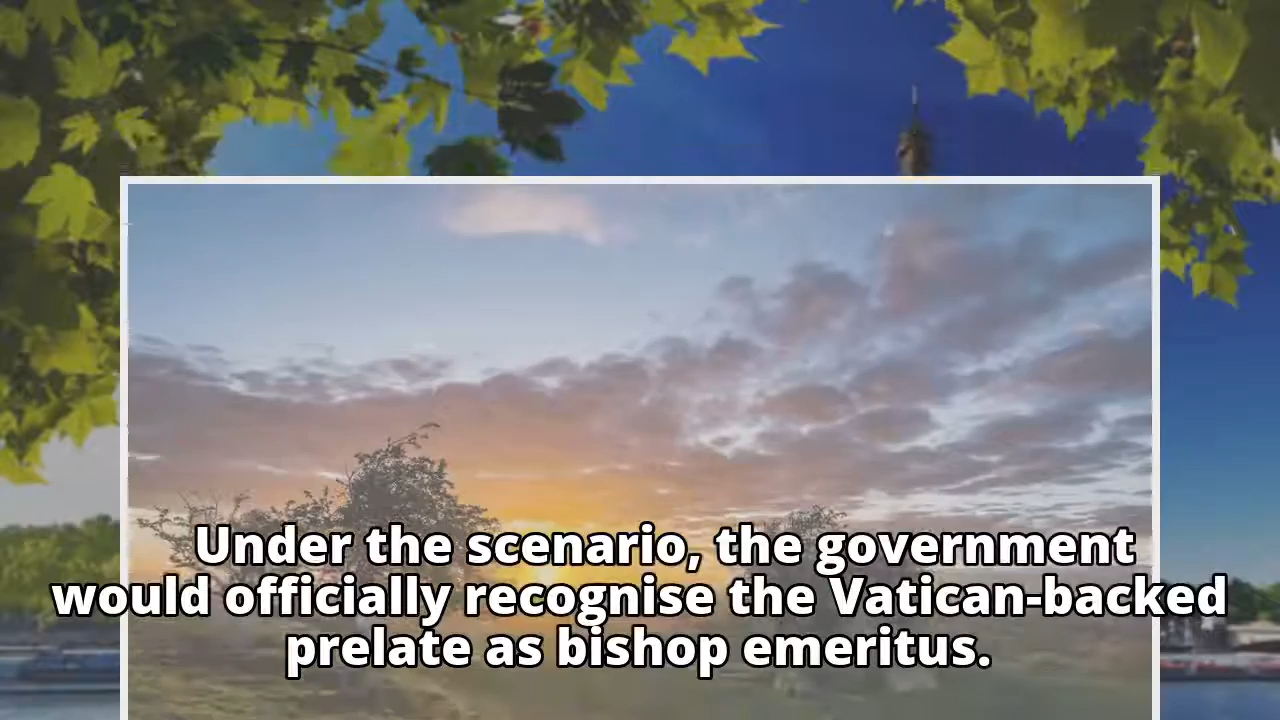 Under the scenario, the government
would officially recognise the Vatican-backed
prelate as bishop emeritus.